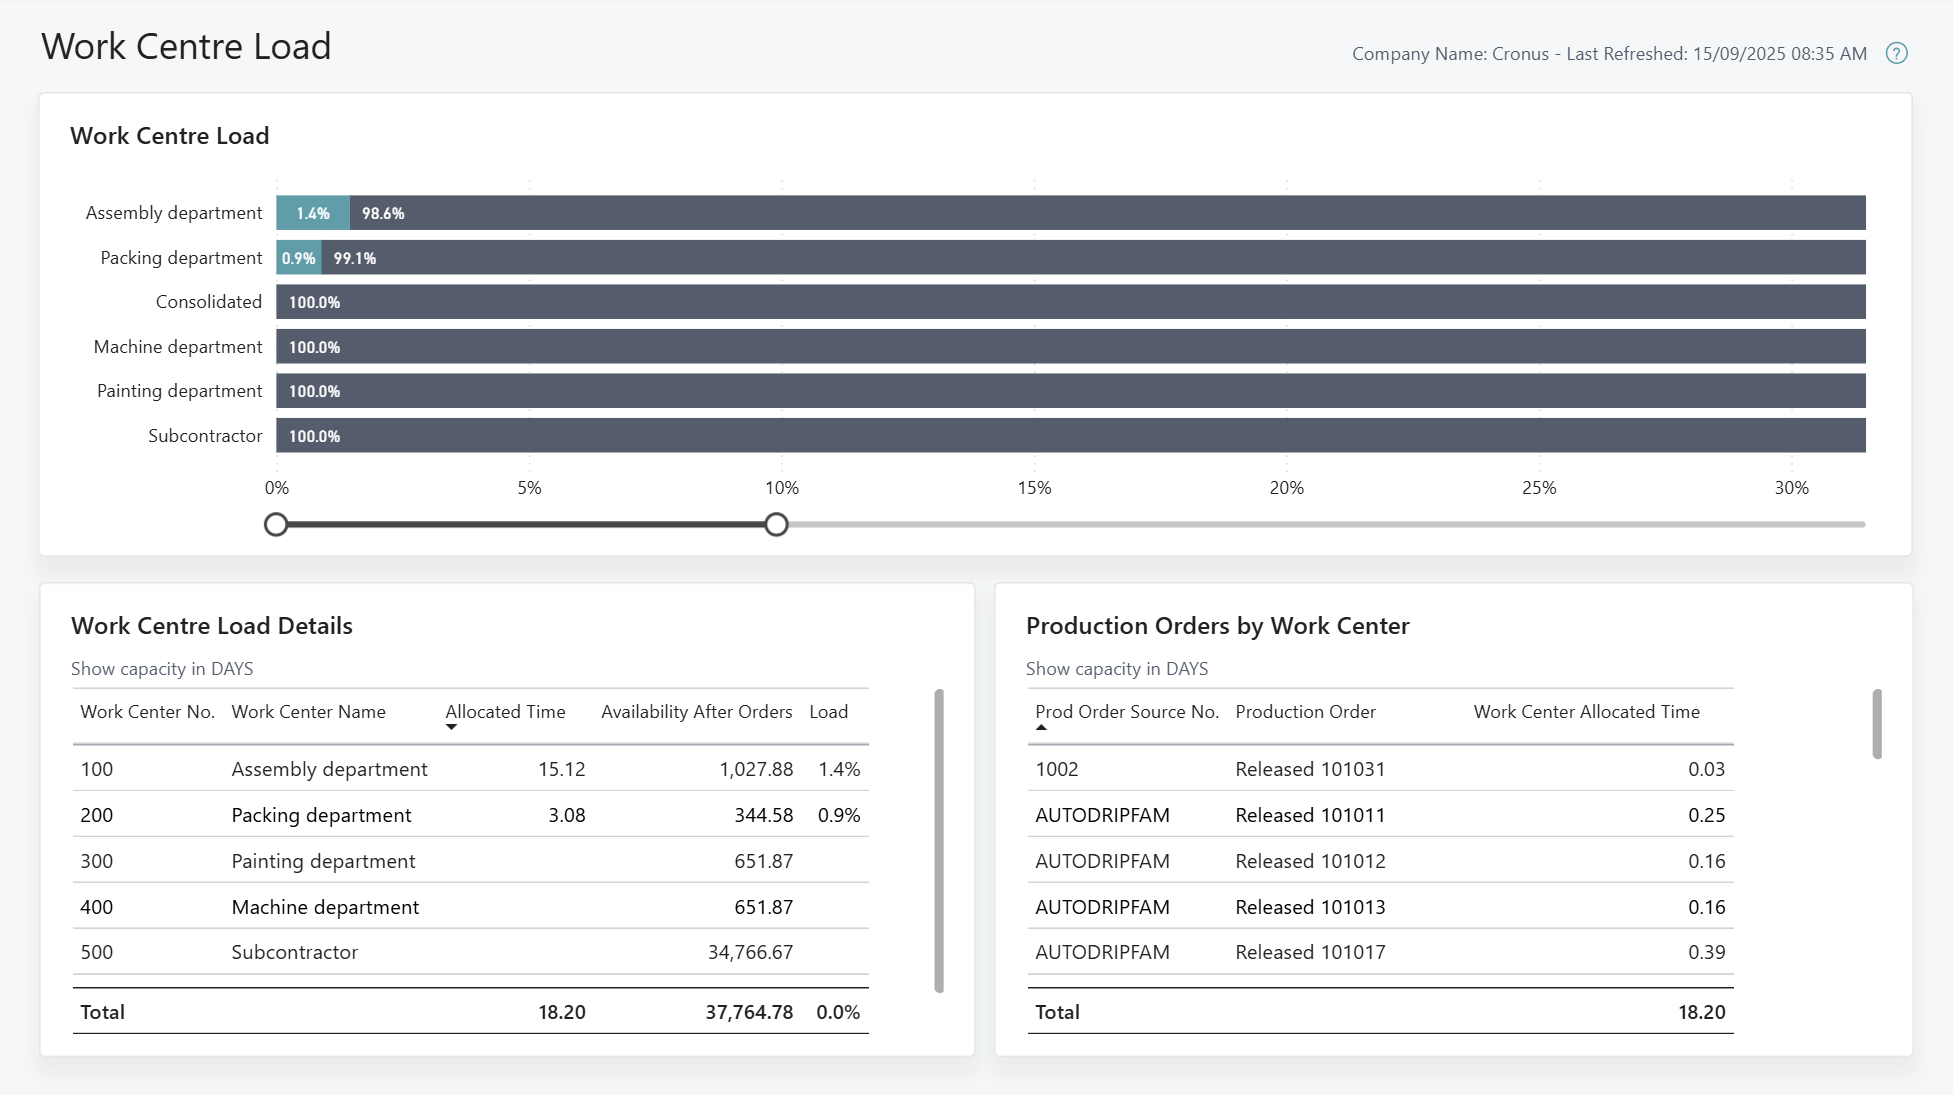 Work Centre Load
Company Name: Cronus - Last Refreshed: 15/09/2025 08:35 AM ?
Work Centre Load
Assembly department 1.4% 98.6%
Packing department 0.9% 99.1%
Consolidated 100.0%
Machine department 100.0%
Painting department 100.0%
Subcontractor 100.0%
0% 5% 10% 15% 20% 25% 30%
Work Centre Load Details
Show capacity in DAYS
Work Center No. Work Center Name Allocated Time Availability After Orders Load
100 Assembly department 15.12 1,027.88 1.4%
200 Packing department 3.08 344.58 0.9%
300 Painting department 651.87
400 Machine department 651.87
500 Subcontractor 34,766.67
Total 18.20 37,764.78 0.0%
Production Orders by Work Center
Show capacity in DAYS
Prod Order Source No. Production Order Work Center Allocated Time
1002 Released 101031 0.03
AUTODRIPFAM Released 101011 0.25
AUTODRIPFAM Released 101012 0.16
AUTODRIPFAM Released 101013 0.16
AUTODRIPFAM Released 101017 0.39
Total 18.20